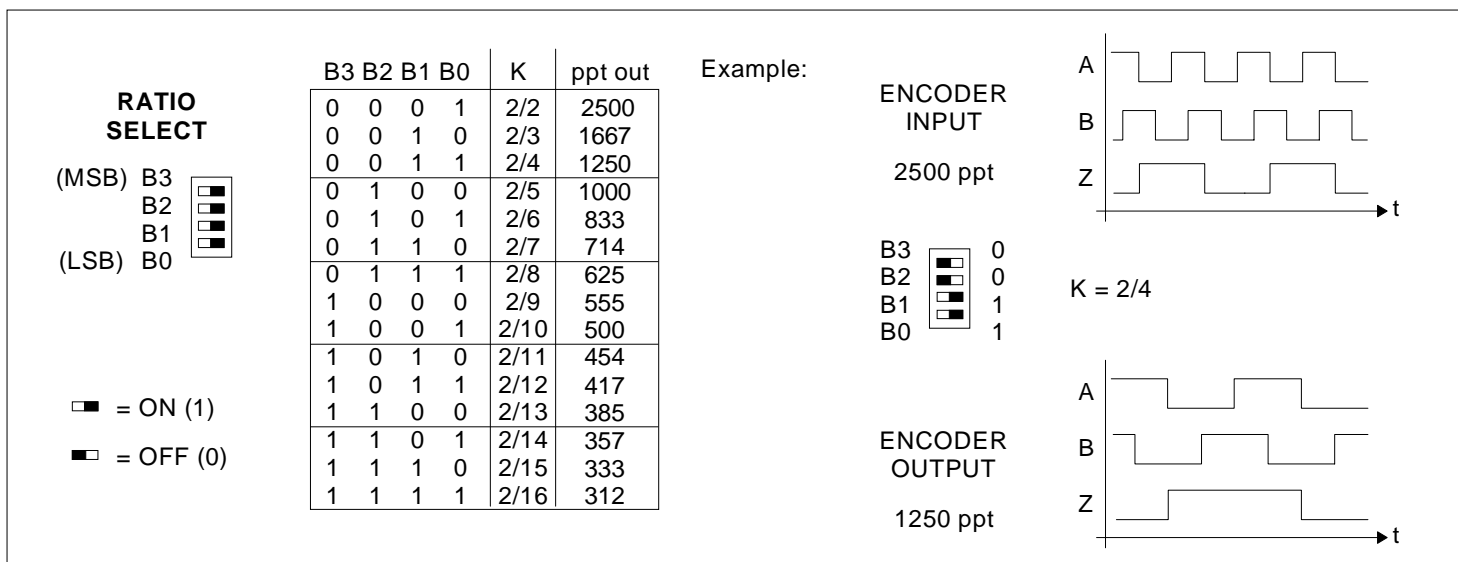 RATIO
SELECT
(MSB) B3
B2
B1
(LSB) B0
= ON (1)
= OFF (0)
B3 B2 B1 B0 K ppt out
0 0 0 1 2/2 2500
0 0 1 0 2/3 1667
0 0 1 1 2/4 1250
0 1 0 0 2/5 1000
0 1 0 1 2/6 833
0 1 1 0 2/7 714
0 1 1 1 2/8 625
1 0 0 0 2/9 555
1 0 0 1 2/10 500
1 0 1 0 2/11 454
1 0 1 1 2/12 417
1 1 0 0 2/13 385
1 1 0 1 2/14 357
1 1 1 0 2/15 333
1 1 1 1 2/16 312
Example:
ENCODER
INPUT
2500 ppt
A
B
Z
t
B3 0
B2 0
B1 1
B0 1
K = 2/4
ENCODER
OUTPUT
1250 ppt
A
B
Z
t